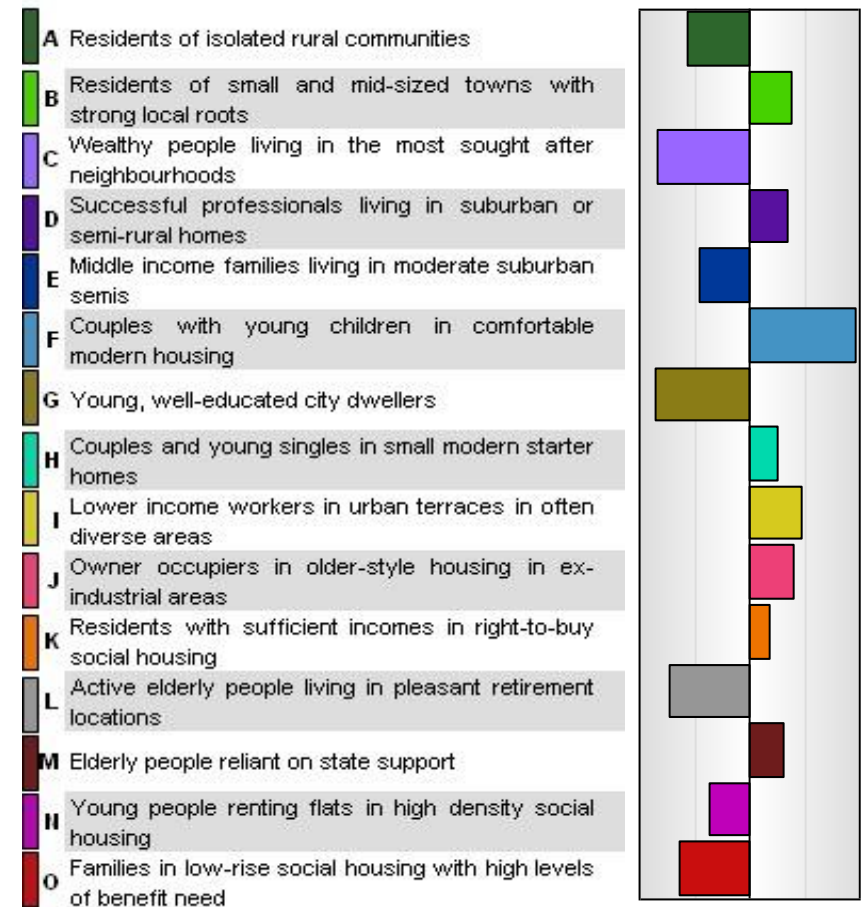 A Residents of isolated rural communities
B Residents of small and mid-sized towns with
strong local roots
C Wealthy people living in the most sought after
neighbourhoods
D Successful professionals living in suburban or
semi-rural homes
E Middle income families living in moderate suburban
semis
F Couples with young children in comfortable
modern housing
G Young, well-educated city dwellers
H Couples and young singles in small modern starter
homes
I Lower income workers in urban terraces in often
diverse areas
J Owner occupiers in older-style housing in ex-
industrial areas
K Residents with sufficient incomes in right-to-buy
social housing
L Active elderly people living in pleasant retirement
locations
M Elderly people reliant on state support
N Young people renting flats in high density social
housing
O Families in low-rise social housing with high levels
of benefit need